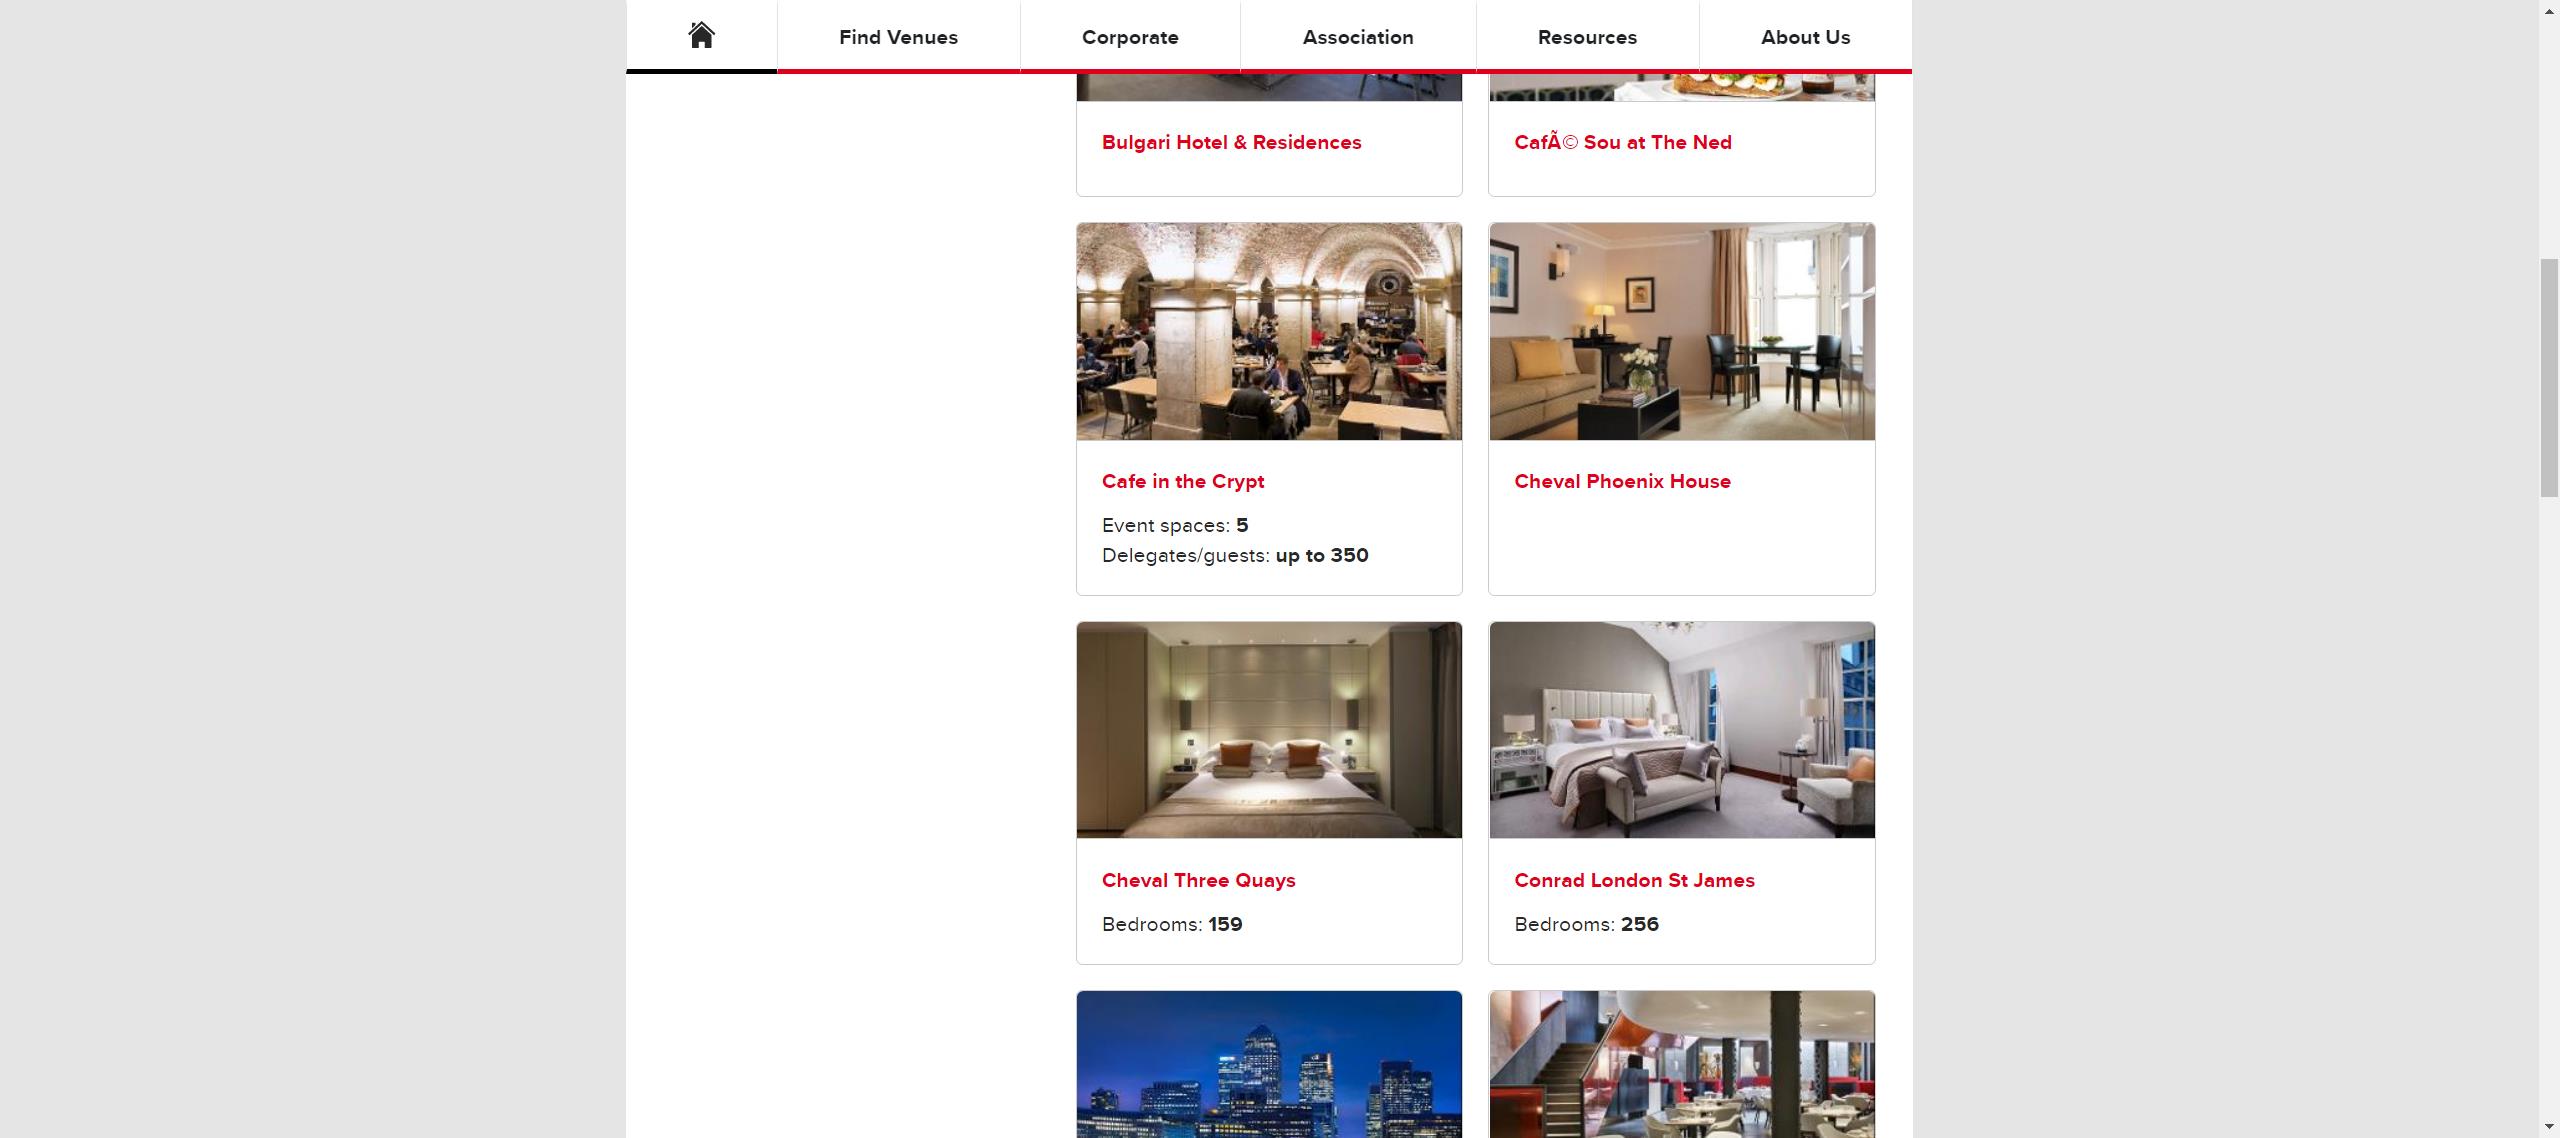 Find Venues
Corporate
Association
Resources
About Us
Bulgari Hotel & Residences
CafÃ© Sou at The Ned
Cafe in the Crypt
Event spaces: 5
Delegates/guests: up to 350
Cheval Phoenix House
Cheval Three Quays
Bedrooms: 159
Conrad London St James
Bedrooms: 256